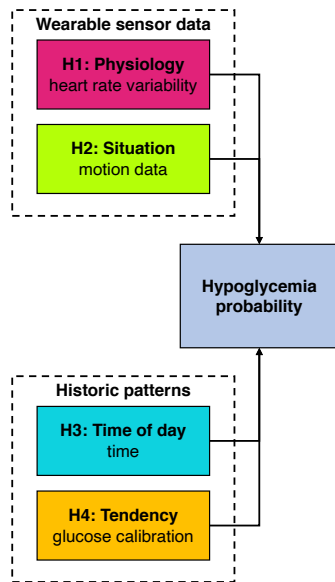 Wearable sensor data
H1: Physiology
heart rate variability
H2: Situation
motion data
Hypoglycemia
probability
Historic patterns
H3: Time of day
time
H4: Tendency
glucose calibration